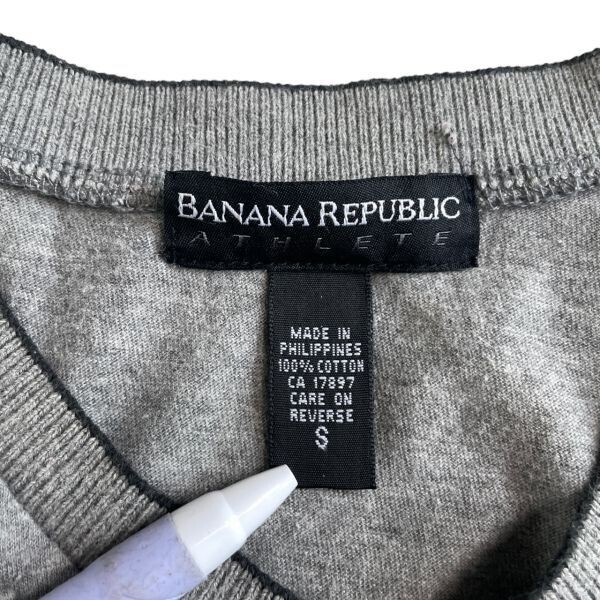 BANANA REPUBLIC
ATHLETE
MADE IN
PHILIPPINES
100% COTTON
CA 17897
CARE ON
REVERSE
S